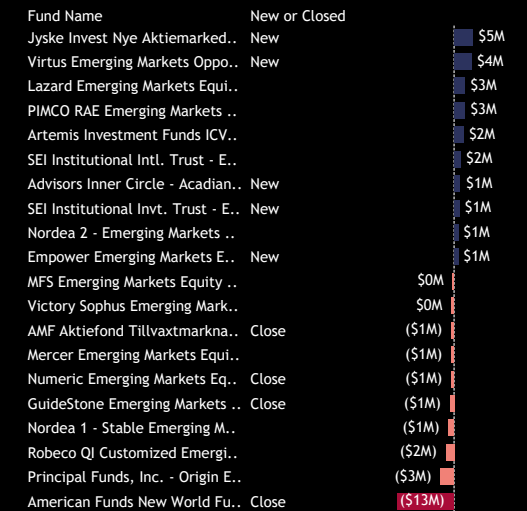 Fund Name New or Closed
Jyske Invest Nye Aktiemarked.. New $5M
Virtus Emerging Markets Oppo.. New $4M
Lazard Emerging Markets Equi.. $3M
PIMCO RAE Emerging Markets .. $3M
Artemis Investment Funds ICV.. $2M
SEI Institutional Intl. Trust - E.. $2M
Advisors Inner Circle - Acadian.. New $1M
SEI Institutional Invt. Trust - E.. New $1M
Nordea 2 - Emerging Markets .. $1M
Empower Emerging Markets E.. New $1M
MFS Emerging Markets Equity .. $0M
Victory Sophus Emerging Mark.. $0M
AMF Aktiefond Tillvaxtmarkna.. Close ($1M)
Mercer Emerging Markets Equi.. ($1M)
Numeric Emerging Markets Eq.. Close ($1M)
GuideStone Emerging Markets .. Close ($1M)
Nordea 1 - Stable Emerging M.. ($1M)
Robeco QI Customized Emergi.. ($2M)
Principal Funds, Inc. - Origin E.. ($3M)
American Funds New World Fu.. Close ($13M)